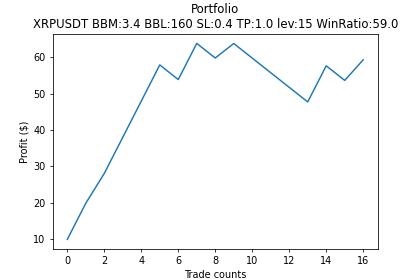 Portfolio
XRPUSDT BBM:3.4 BBL:160 SL:0.4 TP:1.0 lev:15 WinRatio:59.0
60
50
40
30
20
10
Profit ($)
0 2 4 6 8 10 12 14 16
Trade counts